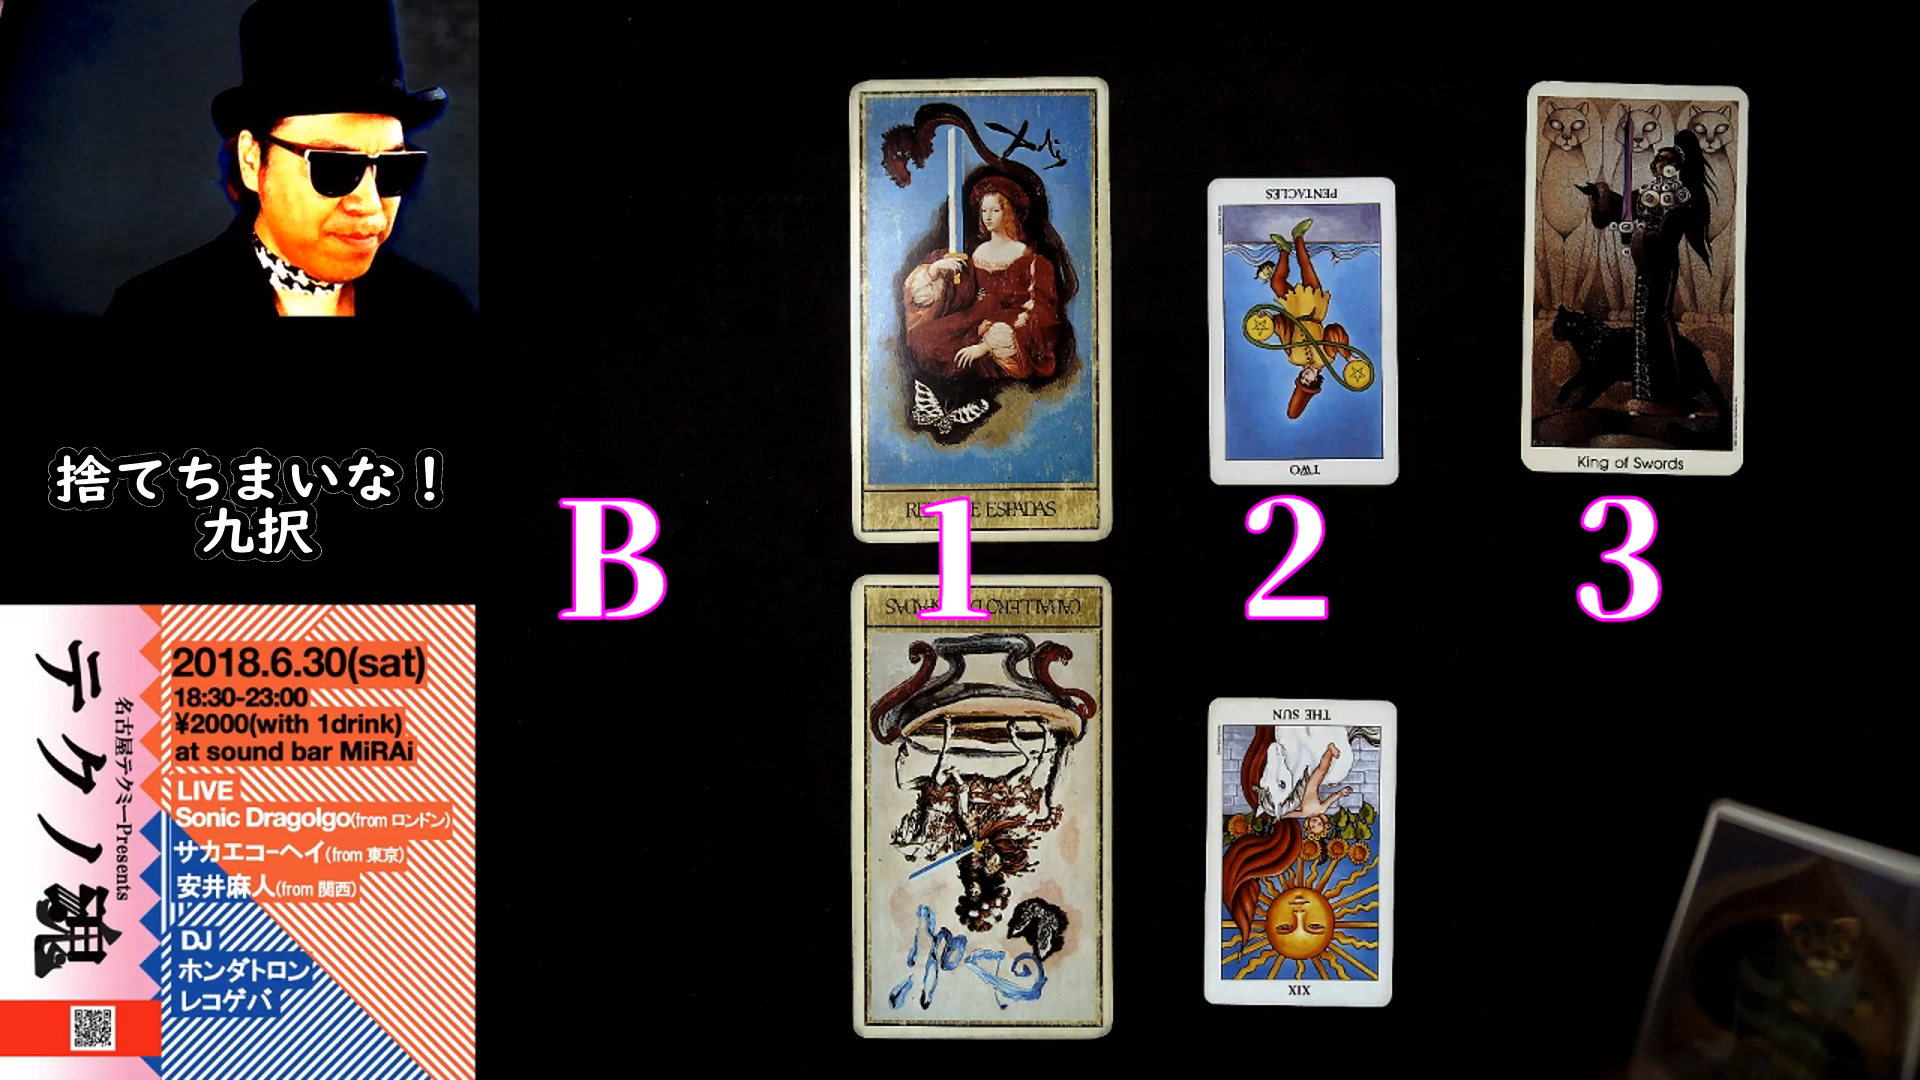 捨てちまいな！
九択
テクノ魂
名古屋テクミーPresents
2018.6.30(sat)
18:30-23:00
¥2000(with 1drink)
at sound bar MiRAi
LIVE
Sonic Dragolgo(from ロンドン)
サカエコーヘイ(from 東京)
安井麻人(from 関西)
DJ
ホンダトロン
レコゲバ
B
1
2
3
ESPADAS
PENTACLES
TWO
King of Swords
THE SUN
XIX